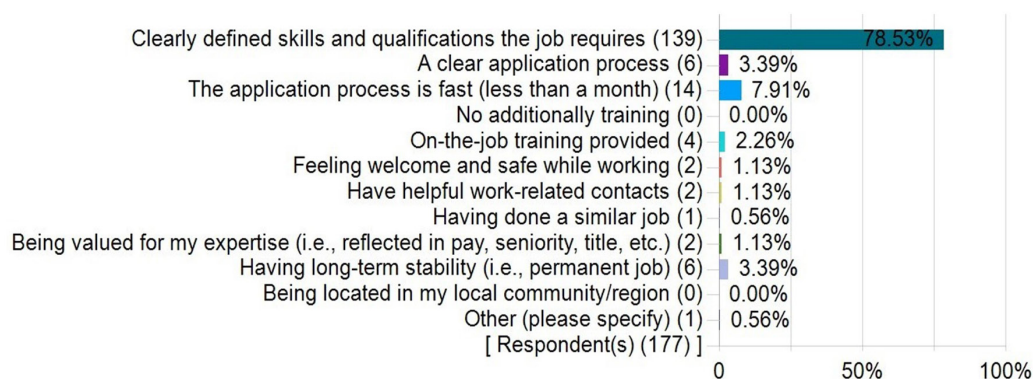 Clearly defined skills and qualifications the job requires (139) 78.53%
A clear application process (6) 3.39%
The application process is fast (less than a month) (14) 7.91%
No additionally training (0) 0.00%
On-the-job training provided (4) 2.26%
Feeling welcome and safe while working (2) 1.13%
Have helpful work-related contacts (2) 1.13%
Having done a similar job (1) 0.56%
Being valued for my expertise (i.e., reflected in pay, seniority, title, etc.) (2) 1.13%
Having long-term stability (i.e., permanent job) (6) 3.39%
Being located in my local community/region (0) 0.00%
Other (please specify) (1) 0.56%
[ Respondent(s) (177) ]
0 50% 100%